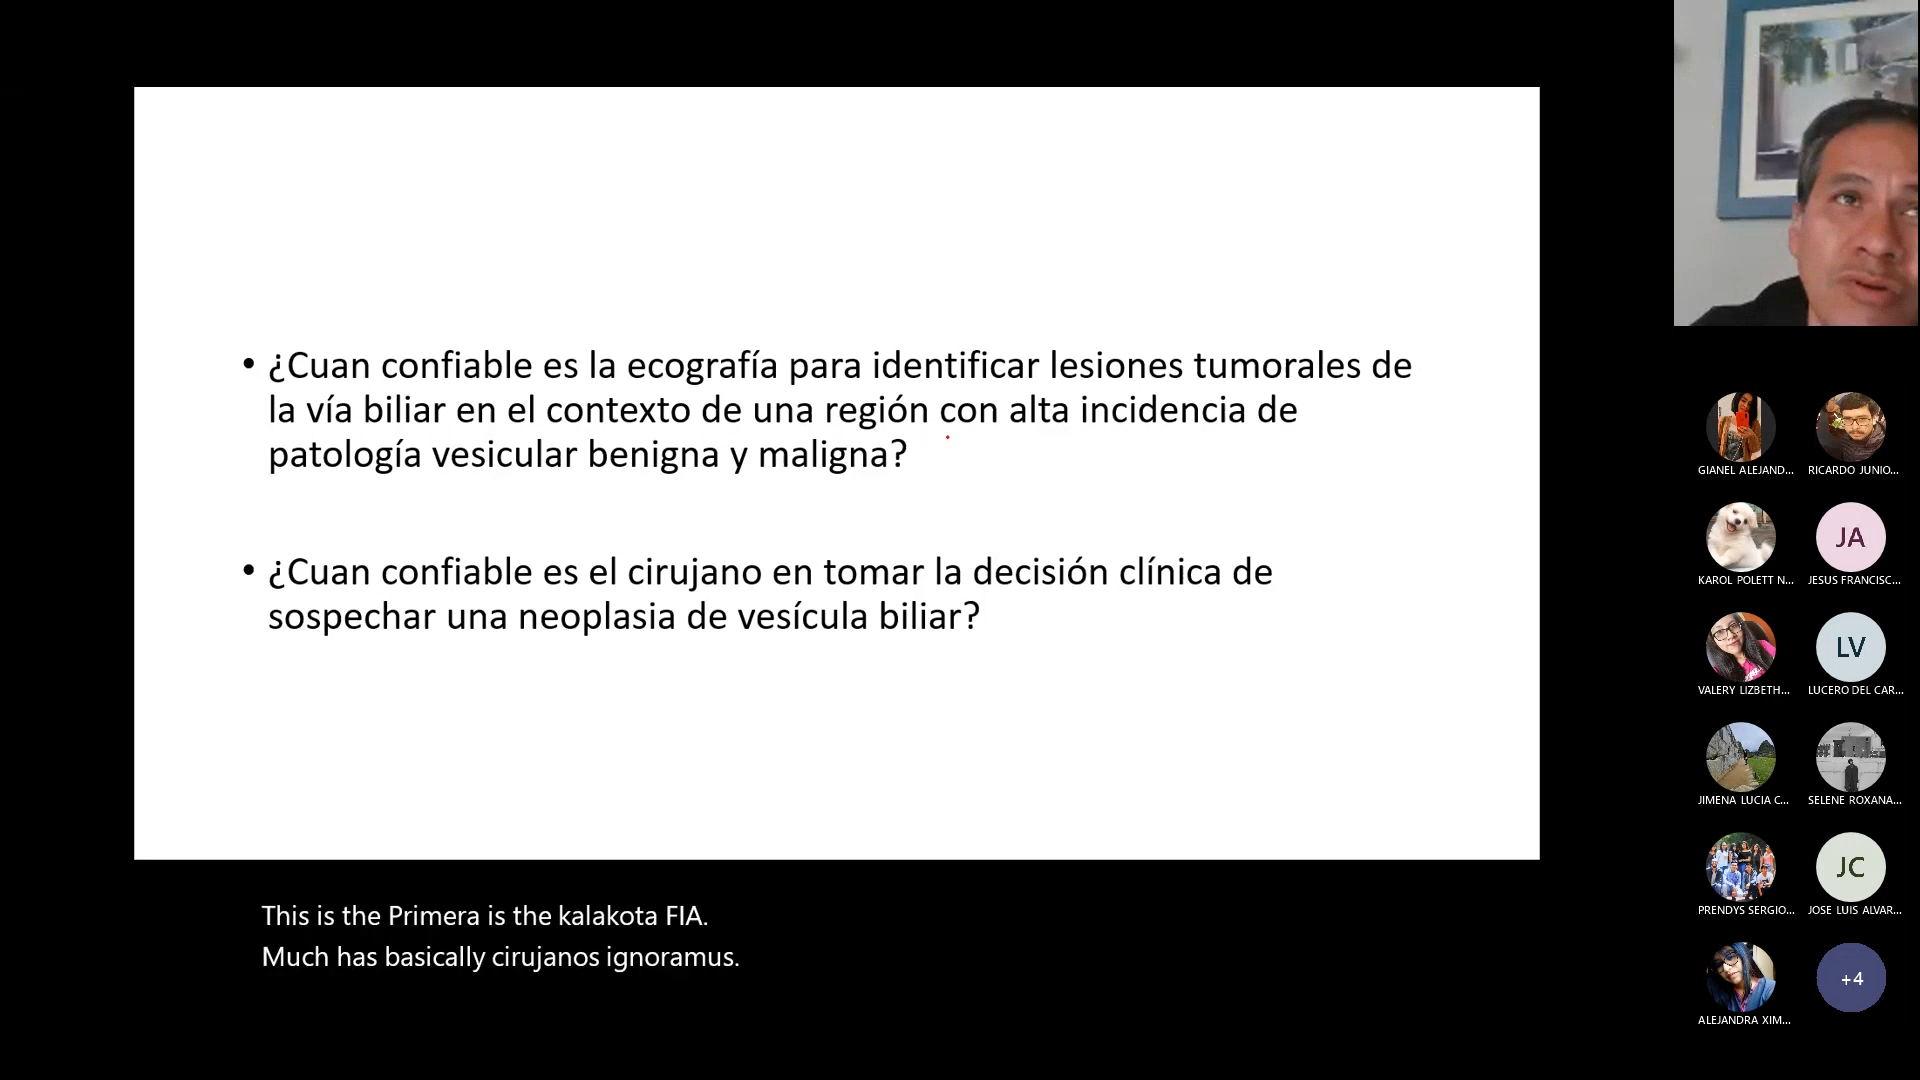 • ¿Cuan confiable es la ecografía para identificar lesiones tumorales de
la vía biliar en el contexto de una región con alta incidencia de
patología vesicular benigna y maligna?
• ¿Cuan confiable es el cirujano en tomar la decisión clínica de
sospechar una neoplasia de vesícula biliar?
This is the Primera is the kalakota FIA.
Much has basically cirujanos ignoramus.
GIANEL ALEJAND...
RICARDO JUNIO...
KAROL POLETT N...
JA
JESUS FRANCISC...
VALERY LIZBETH...
LV
LUCERO DEL CAR...
JIMENA LUCIA C...
SELENE ROXANA...
PRENDYS SERGIO...
JC
JOSE LUIS ALVAR...
ALEJANDRA XIM...
+4